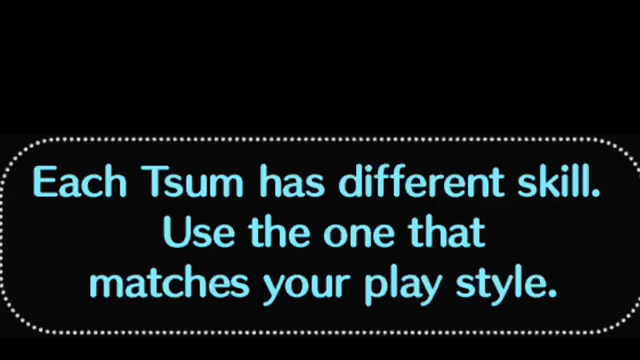 Each Tsum has different skill.
Use the one that
matches your play style.